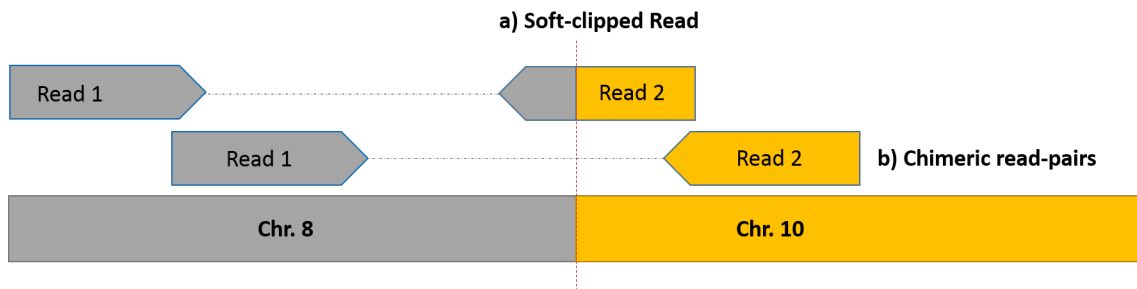 a) Soft-clipped Read
Read 1
Read 2
Read 1
Read 2
b) Chimeric read-pairs
Chr. 8
Chr. 10